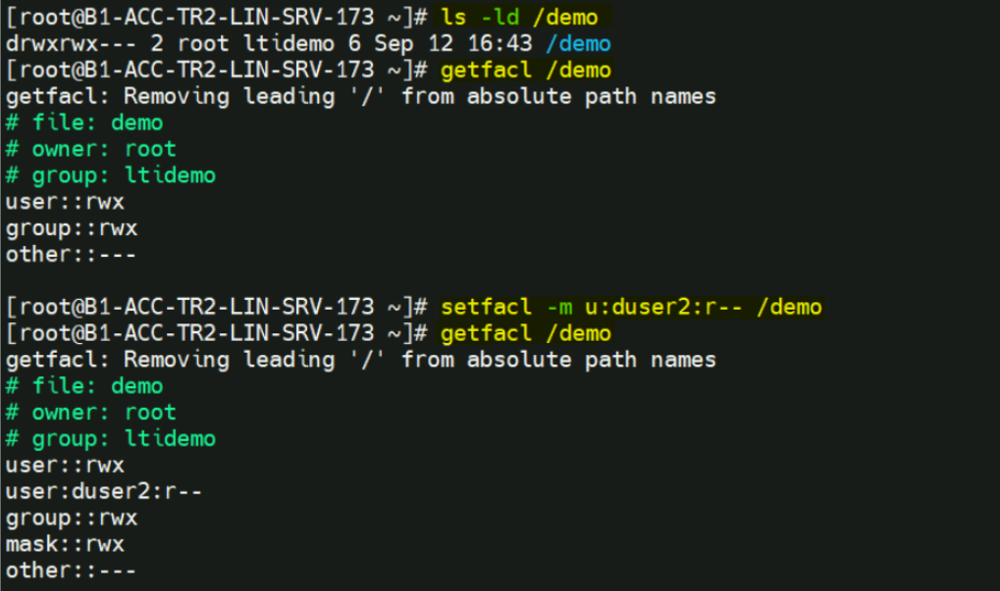 [root@B1-ACC-TR2-LIN-SRV-173 ~]# ls -ld /demo
drwxrwx--- 2 root ltidemo 6 Sep 12 16:43 /demo
[root@B1-ACC-TR2-LIN-SRV-173 ~]# getfacl /demo
getfacl: Removing leading '/' from absolute path names
# file: demo
# owner: root
# group: ltidemo
user::rwx
group::rwx
other::---
[root@B1-ACC-TR2-LIN-SRV-173 ~]# setfacl -m u:duser2:r-- /demo
[root@B1-ACC-TR2-LIN-SRV-173 ~]# getfacl /demo
getfacl: Removing leading '/' from absolute path names
# file: demo
# owner: root
# group: ltidemo
user::rwx
user:duser2:r--
group::rwx
mask::rwx
other::---